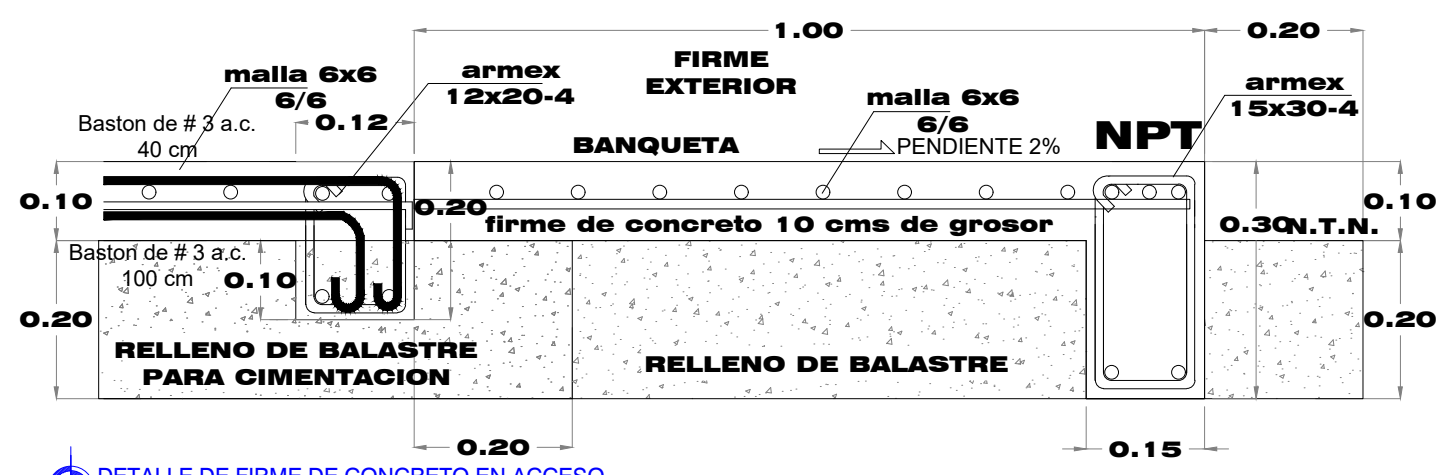 1.00
0.20
FIRME
EXTERIOR
malla 6x6
6/6
armex
12x20-4
malla 6x6
6/6
armex
15x30-4
Baston de # 3 a.c.
40 cm
0.12
BANQUETA
PENDIENTE 2%
NPT
0.10
0.20
firme de concreto 10 cms de grosor
0.30
N.T.N.
0.10
Baston de # 3 a.c.
100 cm
0.10
0.20
RELLENO DE BALASTRE
PARA CIMENTACION
RELLENO DE BALASTRE
0.20
0.20
0.15
DETALLE DE FIRME DE CONCRETO EN ACCESO